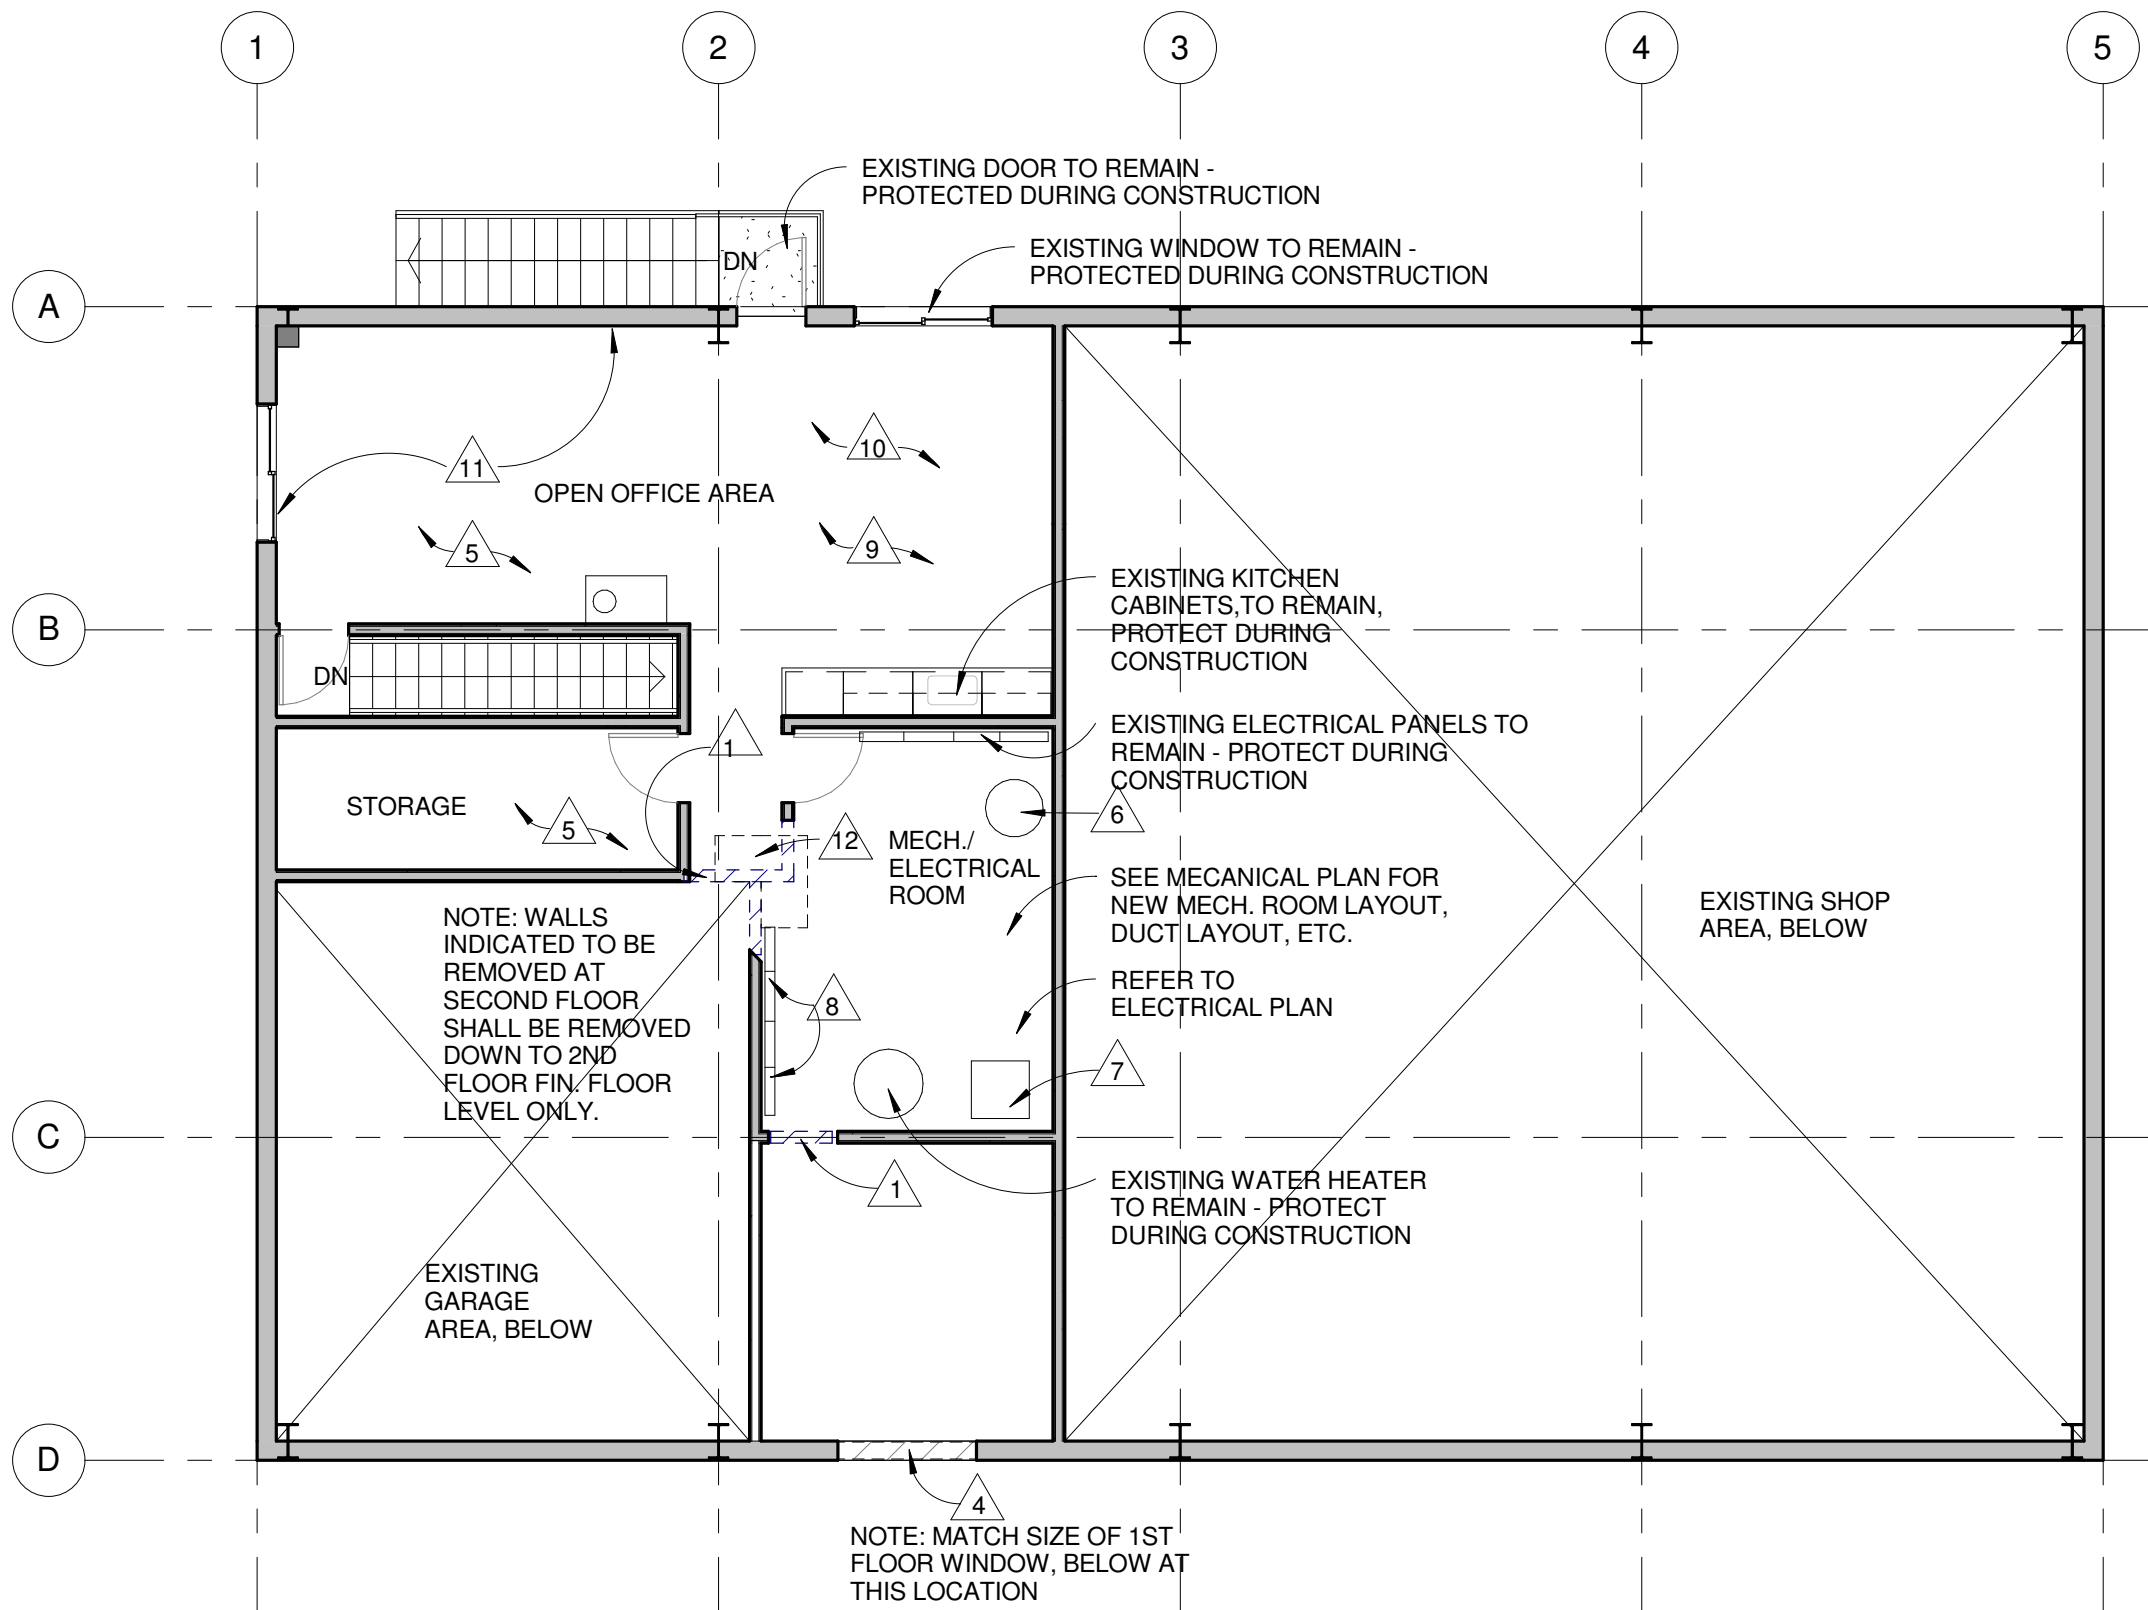 1
2
3
4
5
EXISTING DOOR TO REMAIN -
PROTECTED DURING CONSTRUCTION
DN
EXISTING WINDOW TO REMAIN -
PROTECTED DURING CONSTRUCTION
A
10
11
OPEN OFFICE AREA
5
9
EXISTING KITCHEN
CABINETS,TO REMAIN,
PROTECT DURING
CONSTRUCTION
B
DN
1
EXISTING ELECTRICAL PANELS TO
REMAIN - PROTECT DURING
CONSTRUCTION
STORAGE
5
12
6
MECH./
ELECTRICAL
ROOM
SEE MECANICAL PLAN FOR
NEW MECH. ROOM LAYOUT,
DUCT LAYOUT, ETC.
EXISTING SHOP
AREA, BELOW
NOTE: WALLS
INDICATED TO BE
REMOVED AT
SECOND FLOOR
SHALL BE REMOVED
DOWN TO 2ND
FLOOR FIN. FLOOR
LEVEL ONLY.
8
REFER TO
ELECTRICAL PLAN
7
C
1
EXISTING WATER HEATER
TO REMAIN - PROTECT
DURING CONSTRUCTION
EXISTING
GARAGE
AREA, BELOW
D
4
NOTE: MATCH SIZE OF 1ST
FLOOR WINDOW, BELOW AT
THIS LOCATION